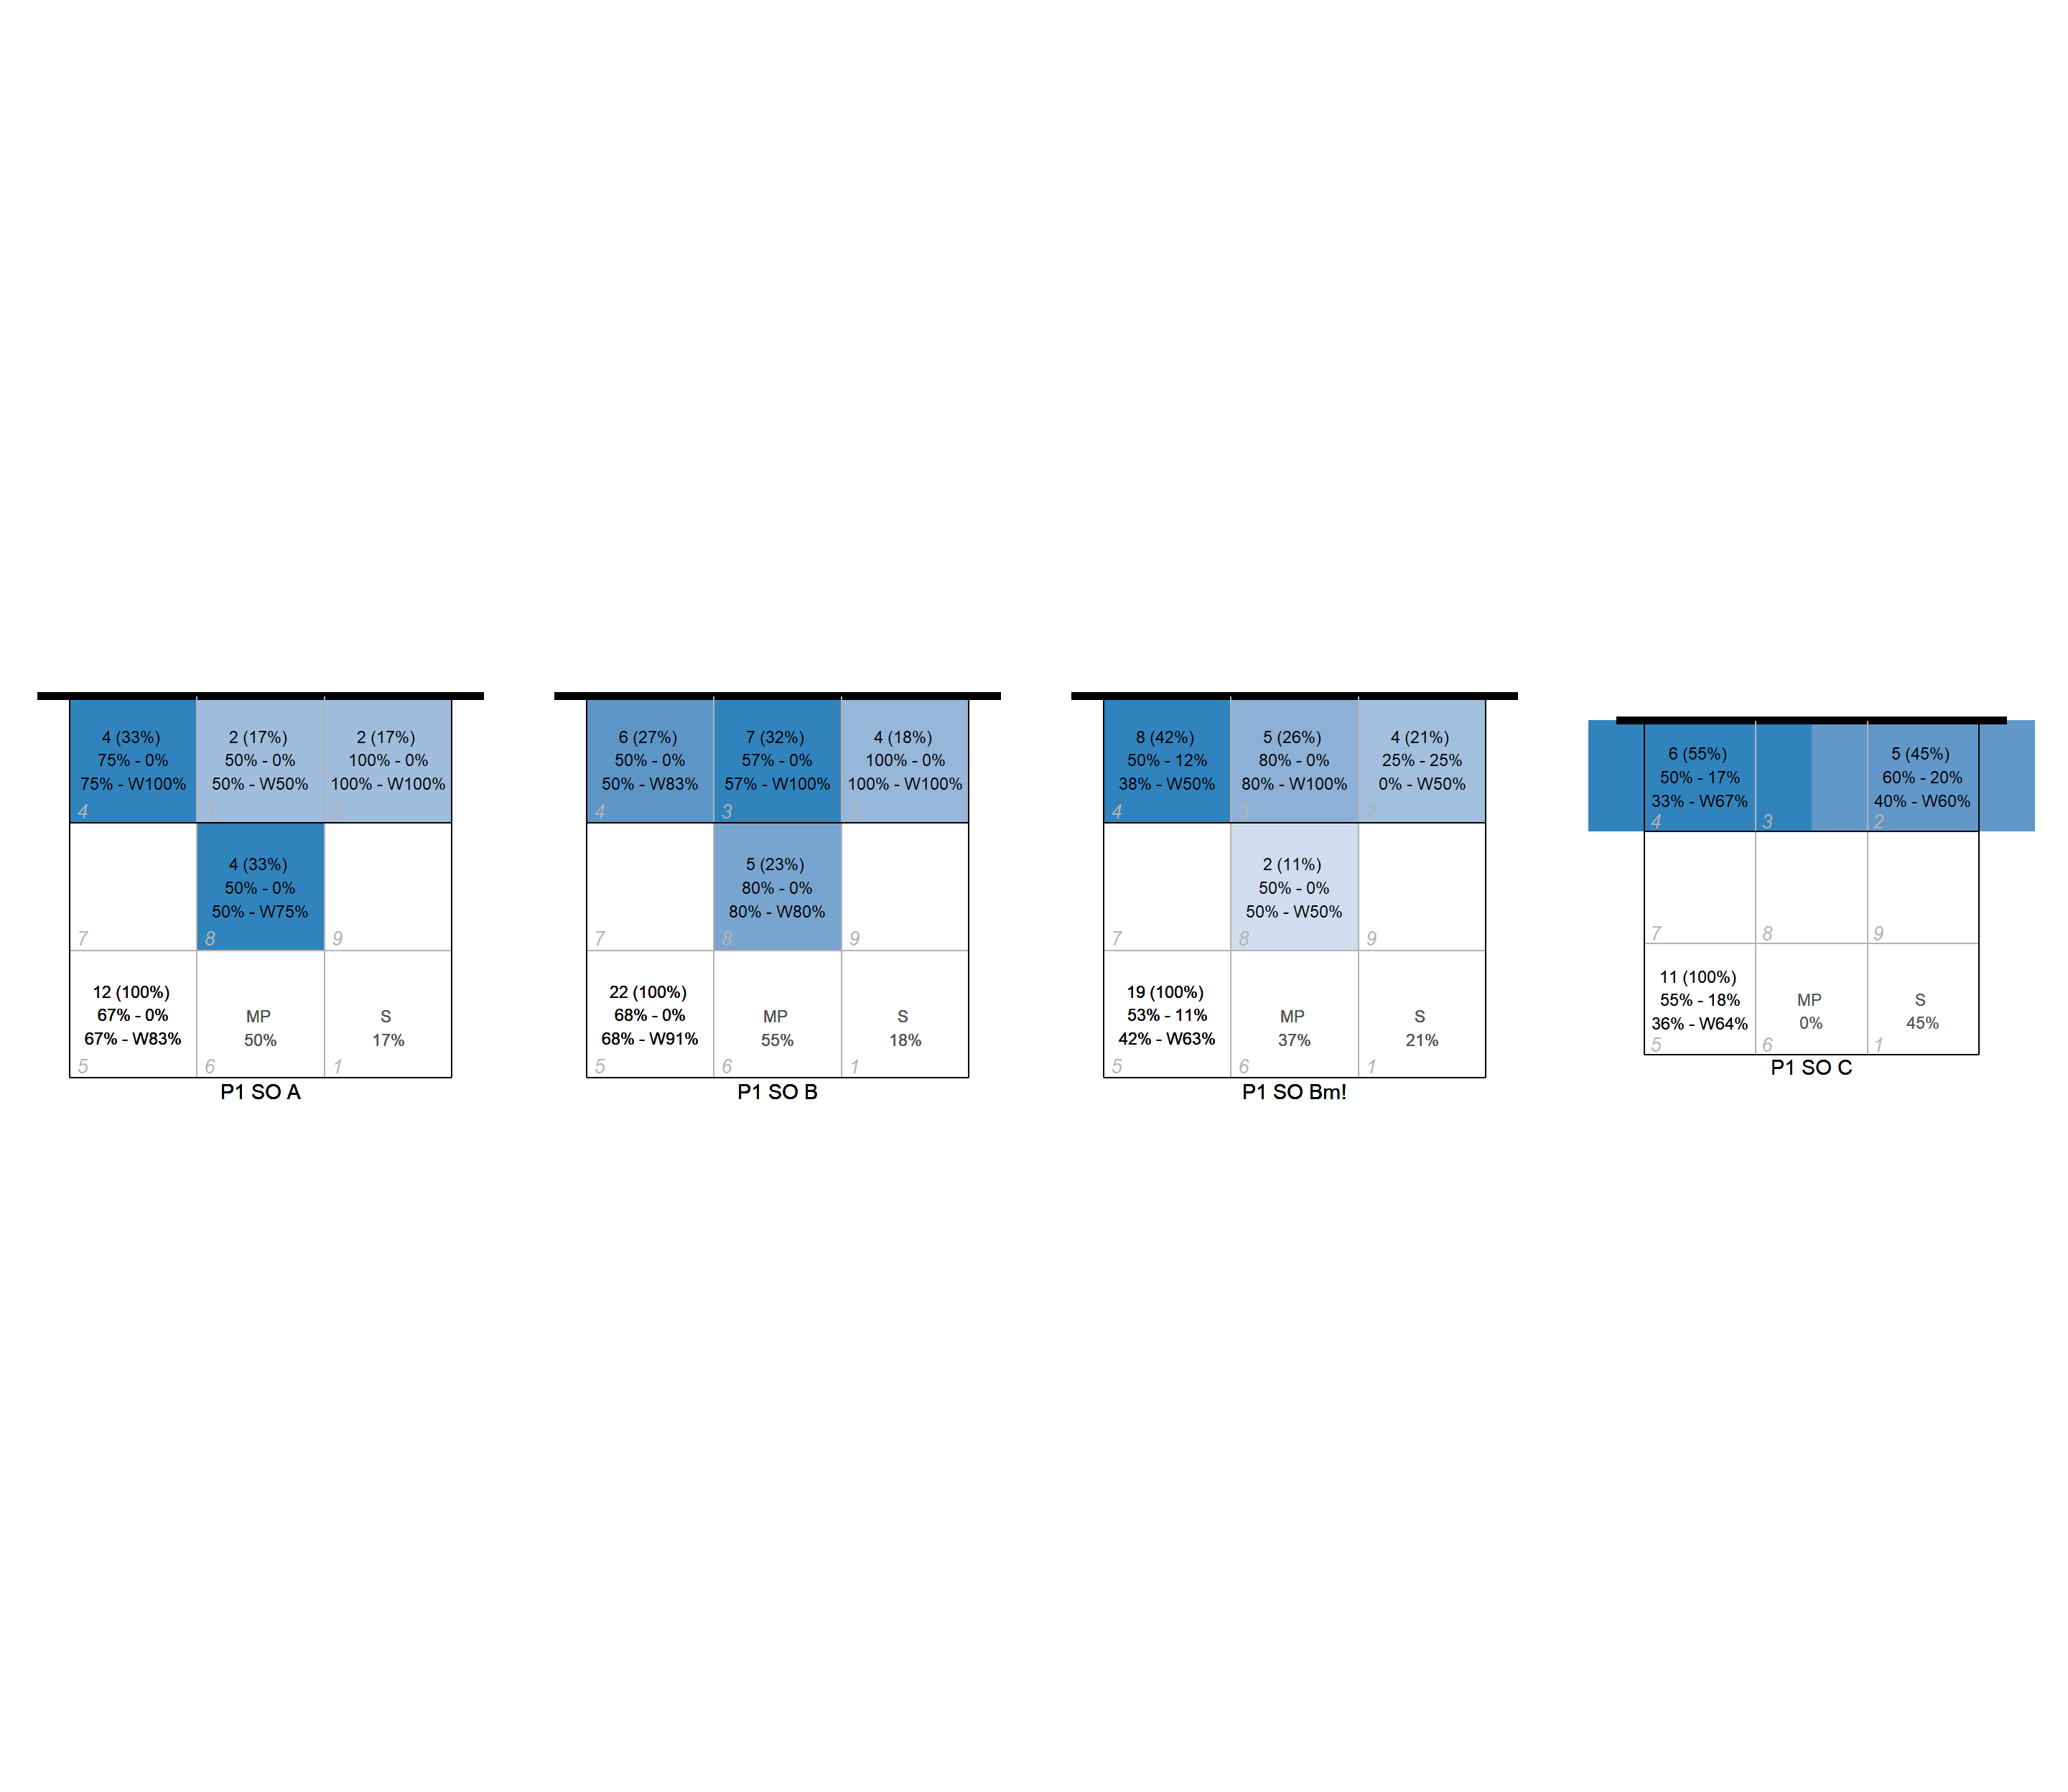 4 (33%)
75% - 0%
75% - W100%
4
2 (17%)
50% - 0%
50% - W50%
3
2 (17%)
100% - 0%
100% - W100%
2
7
4 (33%)
50% - 0%
50% - W75%
8
9
12 (100%)
67% - 0%
67% - W83%
5
MP
50%
6
S
17%
1
P1 SO A
6 (27%)
50% - 0%
50% - W83%
4
7 (32%)
57% - 0%
57% - W100%
3
4 (18%)
100% - 0%
100% - W100%
2
7
5 (23%)
80% - 0%
80% - W80%
8
9
22 (100%)
68% - 0%
68% - W91%
5
MP
55%
6
S
18%
1
P1 SO B
8 (42%)
50% - 12%
38% - W50%
4
5 (26%)
80% - 0%
80% - W100%
3
4 (21%)
25% - 25%
0% - W50%
2
7
2 (11%)
50% - 0%
50% - W50%
8
9
19 (100%)
53% - 11%
42% - W63%
5
MP
37%
6
S
21%
1
P1 SO Bm!
6 (55%)
50% - 17%
33% - W67%
4
3
5 (45%)
60% - 20%
40% - W60%
2
7
8
9
11 (100%)
55% - 18%
36% - W64%
5
MP
0%
6
S
45%
1
P1 SO C